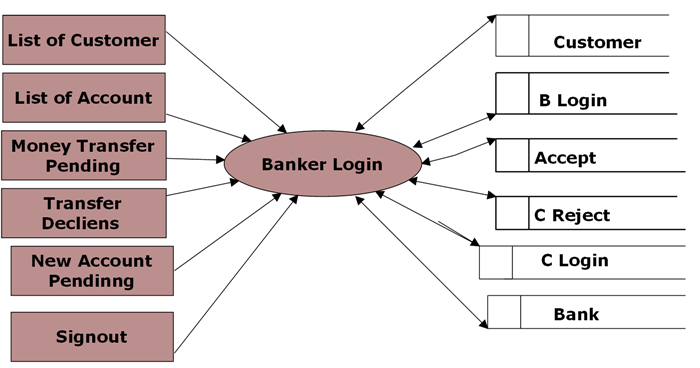 List of Customer
List of Account
Money Transfer
Pending
Transfer
Decliens
New Account
Pendinng
Signout
Banker Login
Customer
B Login
Accept
C Reject
C Login
Bank